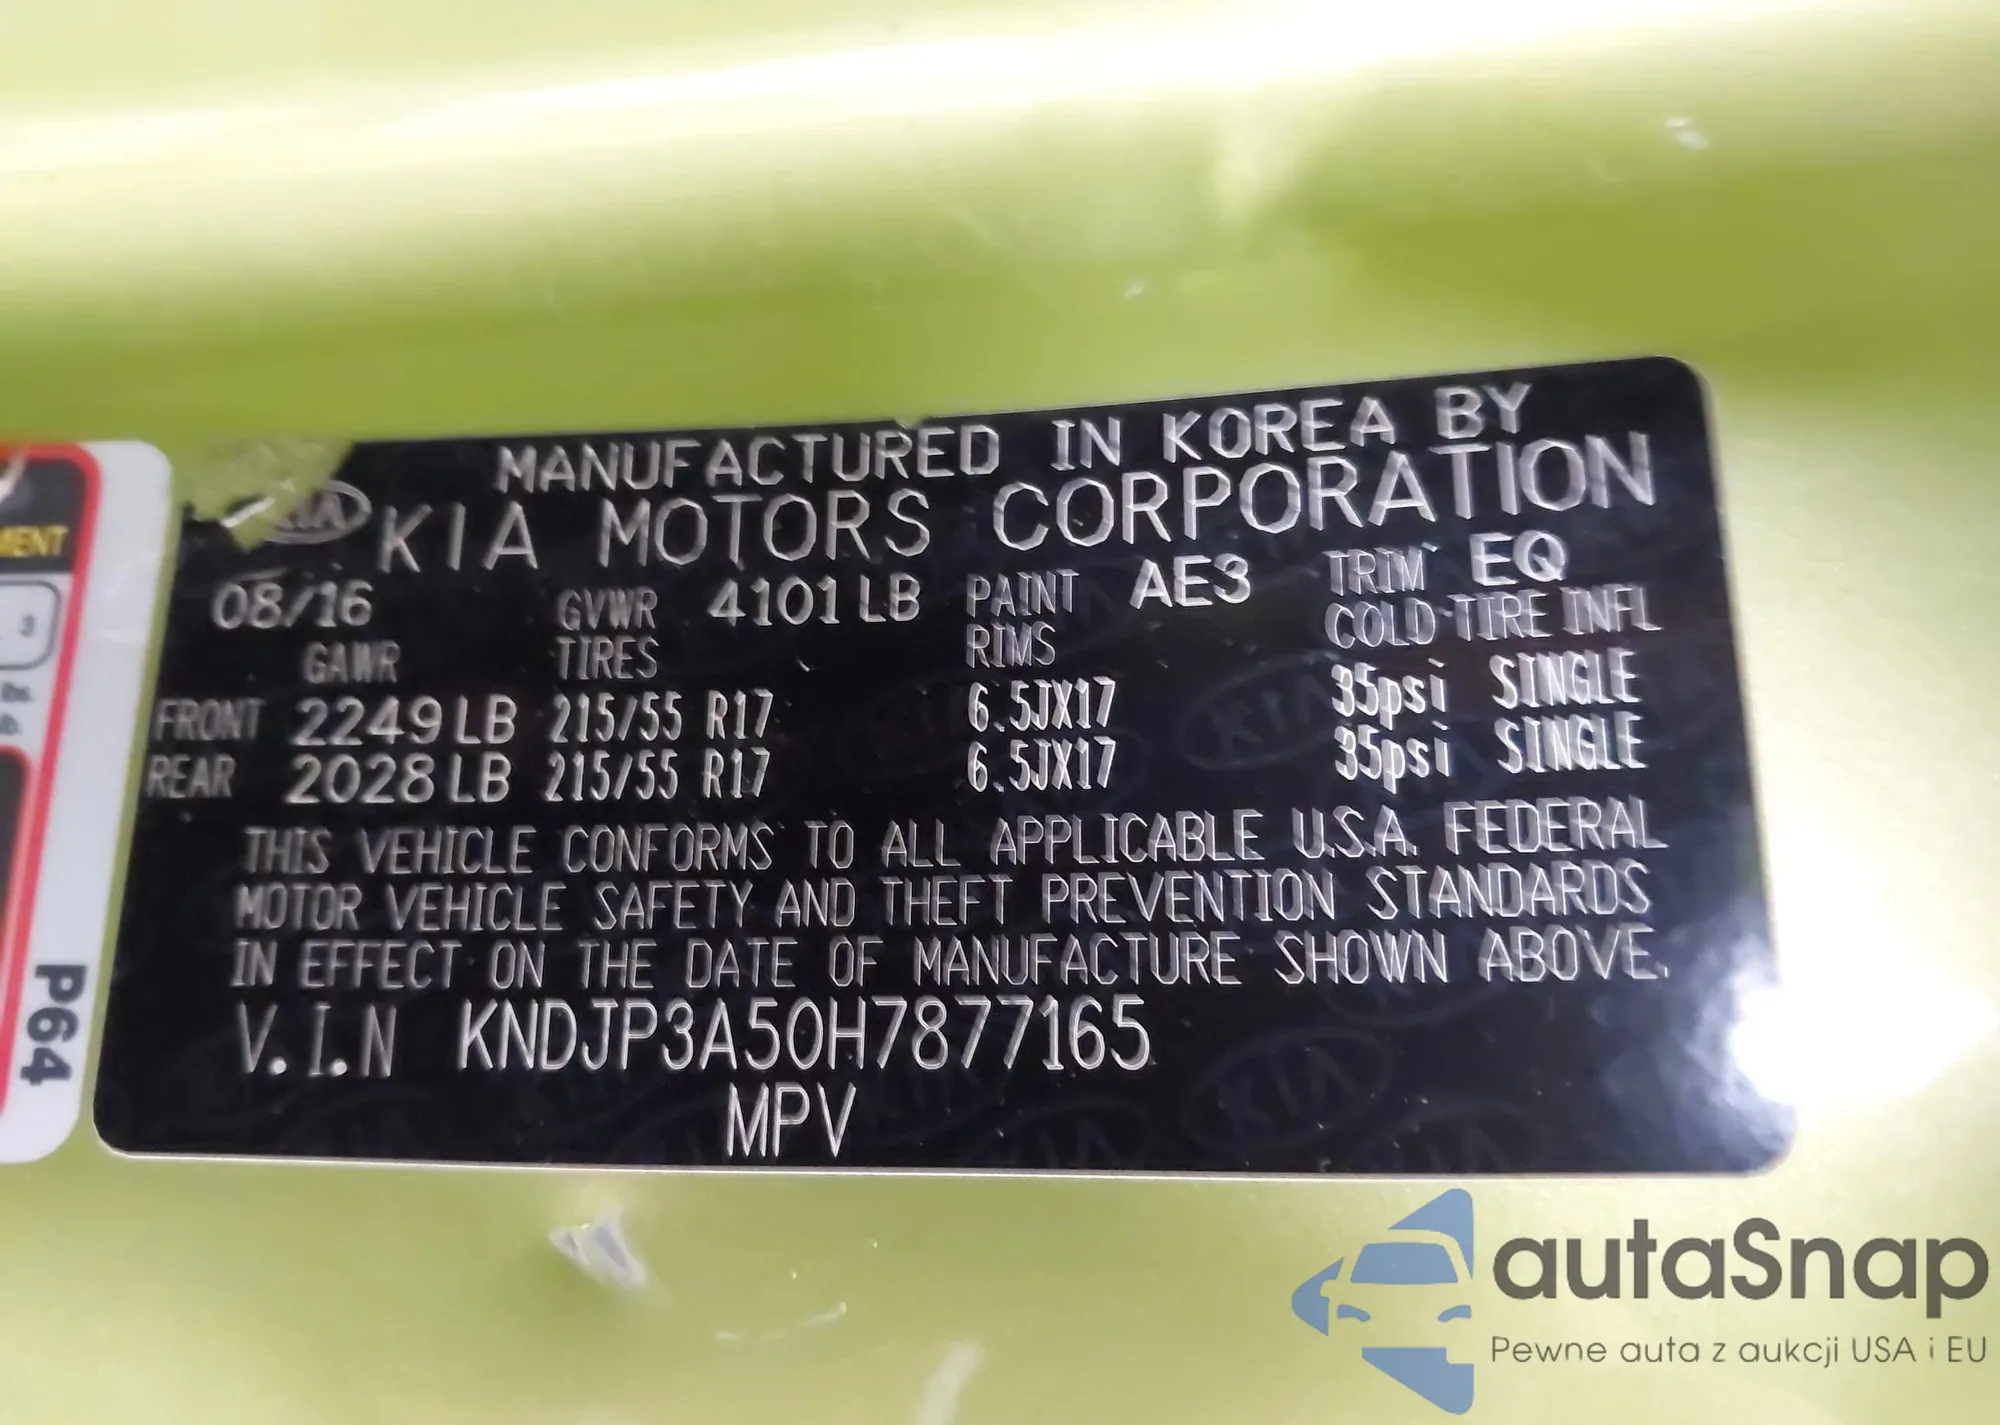 MANUFACTURED IN KOREA BY
KIA KIA MOTORS CORPORATION
08/16 GVWR 4101 LB PAINT AE3 TRIM EQ
GAWR TIRES RIMS COLD TIRE INFL
FRONT 2249 LB 215/55 R17 6.5JX17 35psi SINGLE
REAR 2028 LB 215/55 R17 6.5JX17 35psi SINGLE
THIS VEHICLE CONFORMS TO ALL APPLICABLE U.S.A. FEDERAL
MOTOR VEHICLE SAFETY AND THEFT PREVENTION STANDARDS
IN EFFECT ON THE DATE OF MANUFACTURE SHOWN ABOVE.
V.I.N KNDJP3A50H7877165
MPV
3
lbs.
P64
autaSnap
Pewne auta z aukcji USA i EU